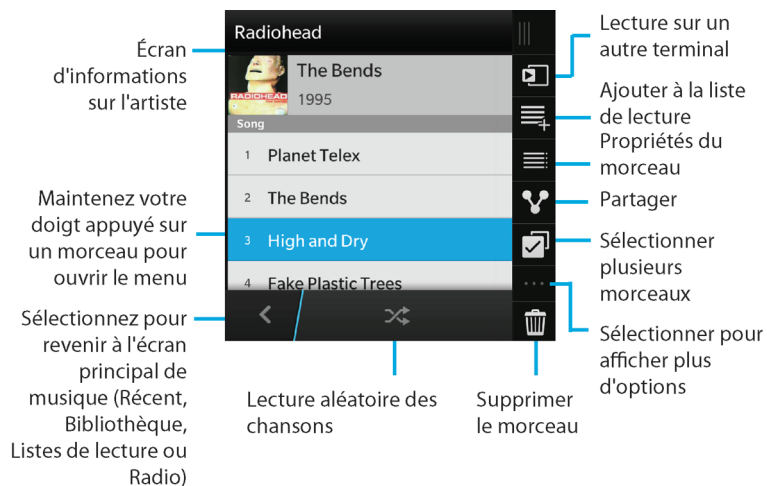 Écran
d'informations
sur l'artiste
Maintenez votre
doigt appuyé sur
un morceau pour
ouvrir le menu
Sélectionnez pour
revenir à l'écran
principal de
musique (Récent,
Bibliothèque,
Listes de lecture ou
Radio)
Radiohead
RADIOHEAD
The Bends
1995
Song
1 Planet Telex
2 The Bends
3 High and Dry
4 Fake Plastic Trees
Lecture aléatoire des
chansons
Supprimer
le morceau
Lecture sur un
autre terminal
Ajouter à la liste
de lecture
Propriétés du
morceau
Partager
Sélectionner
plusieurs
morceaux
Sélectionner pour
afficher plus
d'options